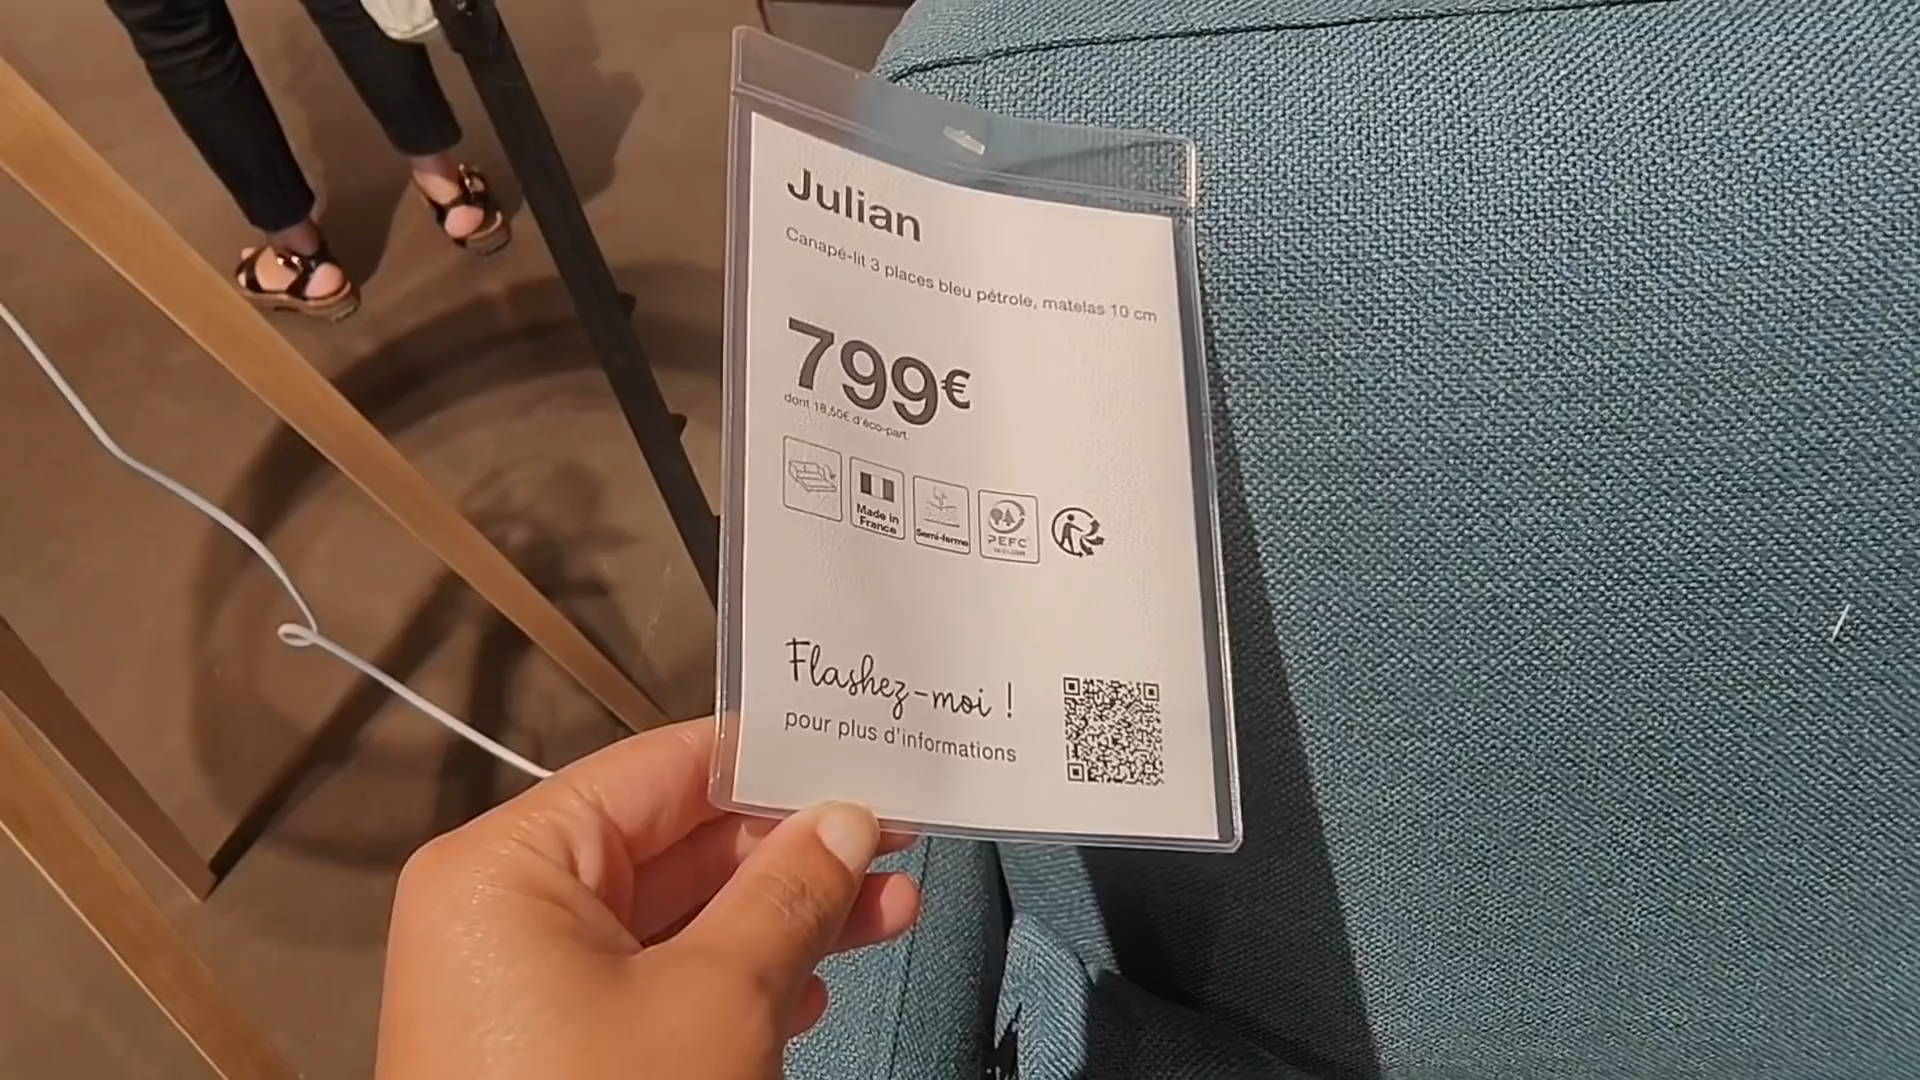 Julian
Canapé-lit 3 places bleu pétrole, matelas 10 cm
799€
dont 18,50€ d'éco-part.
Made in
France
Semi-ferme
PEFC
Flashez-moi !
pour plus d'informations